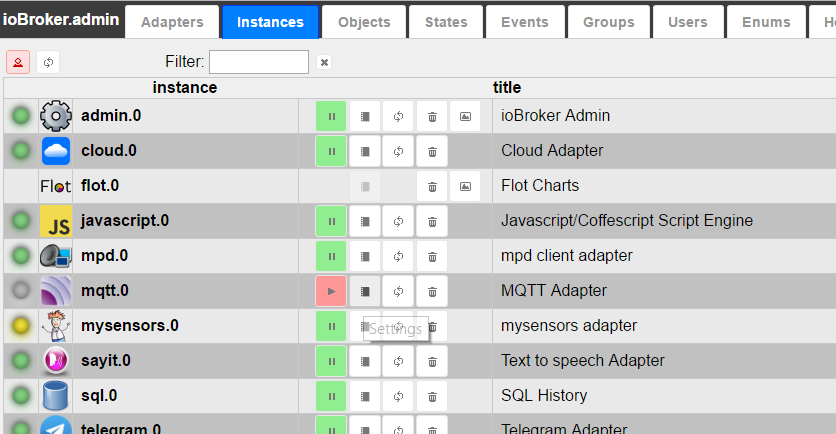 ioBroker.admin Adapters Instances Objects States Events Groups Users Enums
Filter:
instance title
admin.0 ioBroker Admin
cloud.0 Cloud Adapter
Flot flot.0 Flot Charts
JS javascript.0 Javascript/Coffescript Script Engine
mpd.0 mpd client adapter
mqtt.0 MQTT Adapter
mysensors.0 mysensors adapter
Settings
sayit.0 Text to speech Adapter
sql.0 SQL History
telegram.0 Telegram Adapter